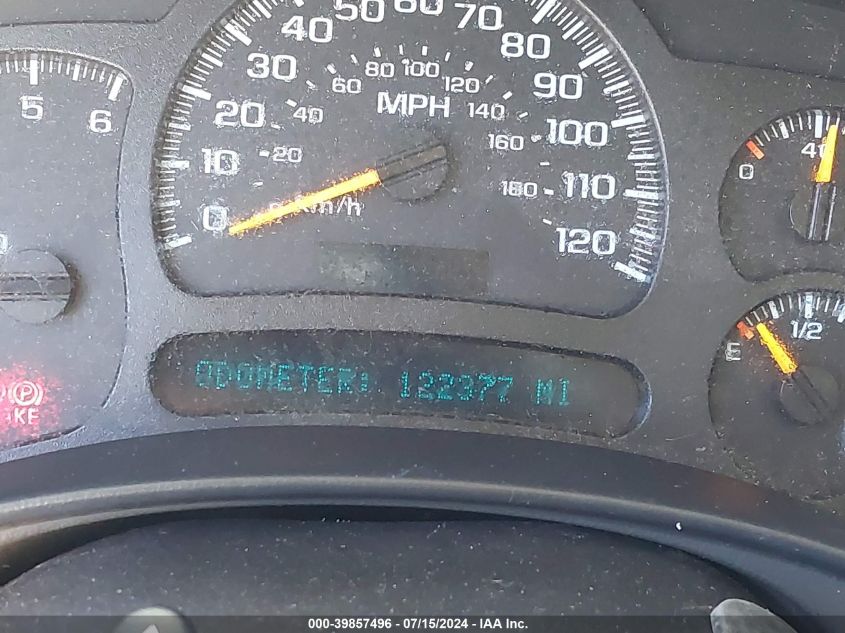 50 60 70
40 80
30 90
20 100
10 110
0 120
20 40 60 80 100 120 140 160 180
MPH
km/h
5 6
0 40
E 1/2
ODOMETER: 122377 MI
(P)
000-39857496 - 07/15/2024 - IAA Inc.